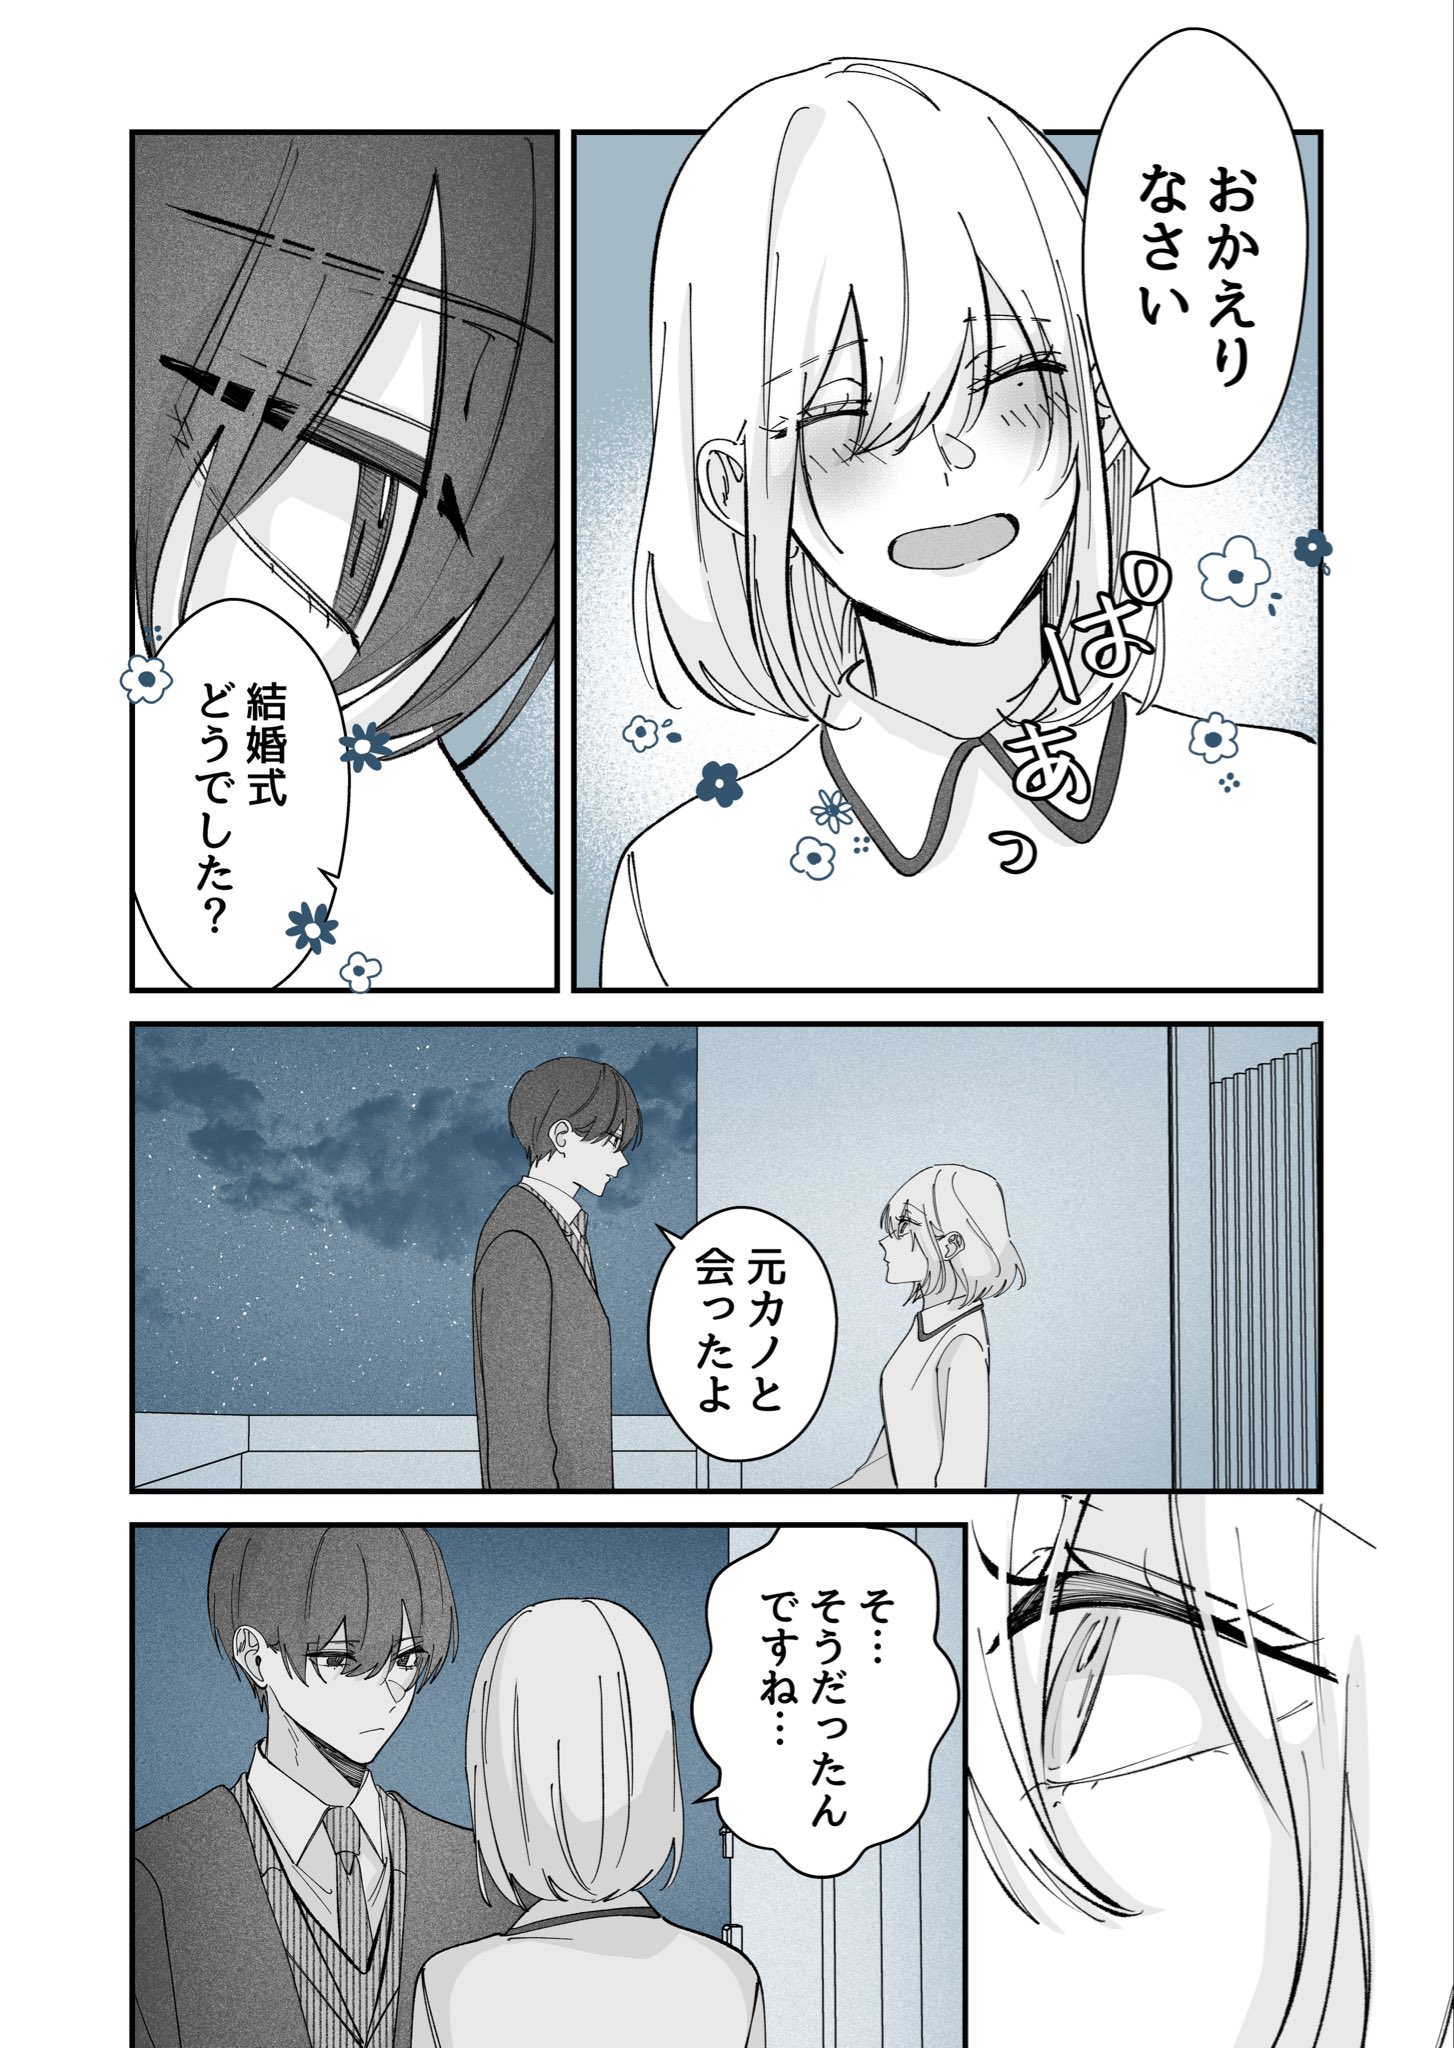 おかえり
なさい
ぱあっ
結婚式
どうでした？
元カノと
会ったよ
そ…
そうだったん
ですね…